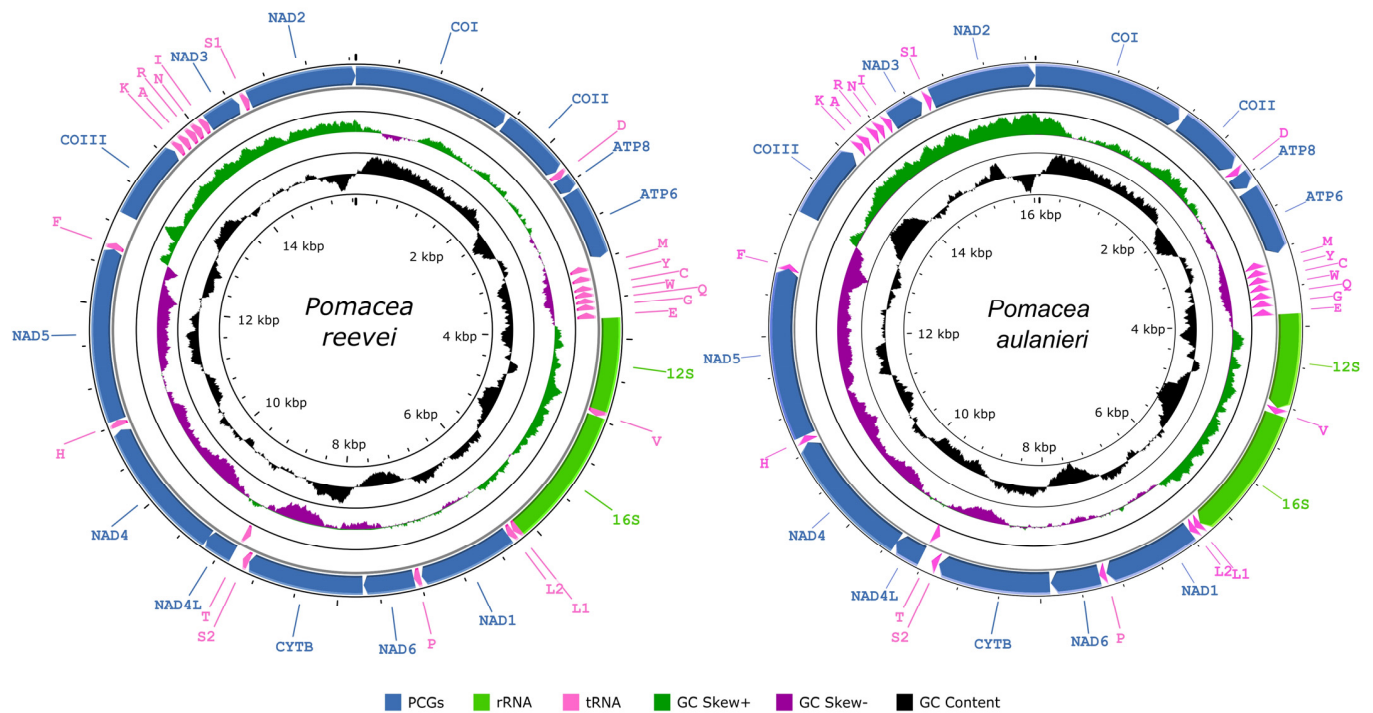 NAD2
COI
S1
NAD3
I
N
R
A
K
COIII
F
NAD5
H
NAD4
NAD4L
T
S2
CYTB
NAD6
P
NAD1
L1
L2
16S
V
12S
E
G
Q
W
C
Y
M
ATP6
ATP8
D
COII
2 kbp
4 kbp
6 kbp
8 kbp
10 kbp
12 kbp
14 kbp
Pomacea
reevei
NAD2
COI
S1
NAD3
I
N
R
A
K
COIII
F
NAD5
H
NAD4
NAD4L
T
S2
CYTB
NAD6
P
NAD1
L2
L1
16S
V
12S
E
G
Q
W
C
Y
M
ATP6
ATP8
D
COII
16 kbp
2 kbp
4 kbp
6 kbp
8 kbp
10 kbp
12 kbp
14 kbp
Pomacea
aulanieri
PCGs rRNA tRNA GC Skew+ GC Skew- GC Content